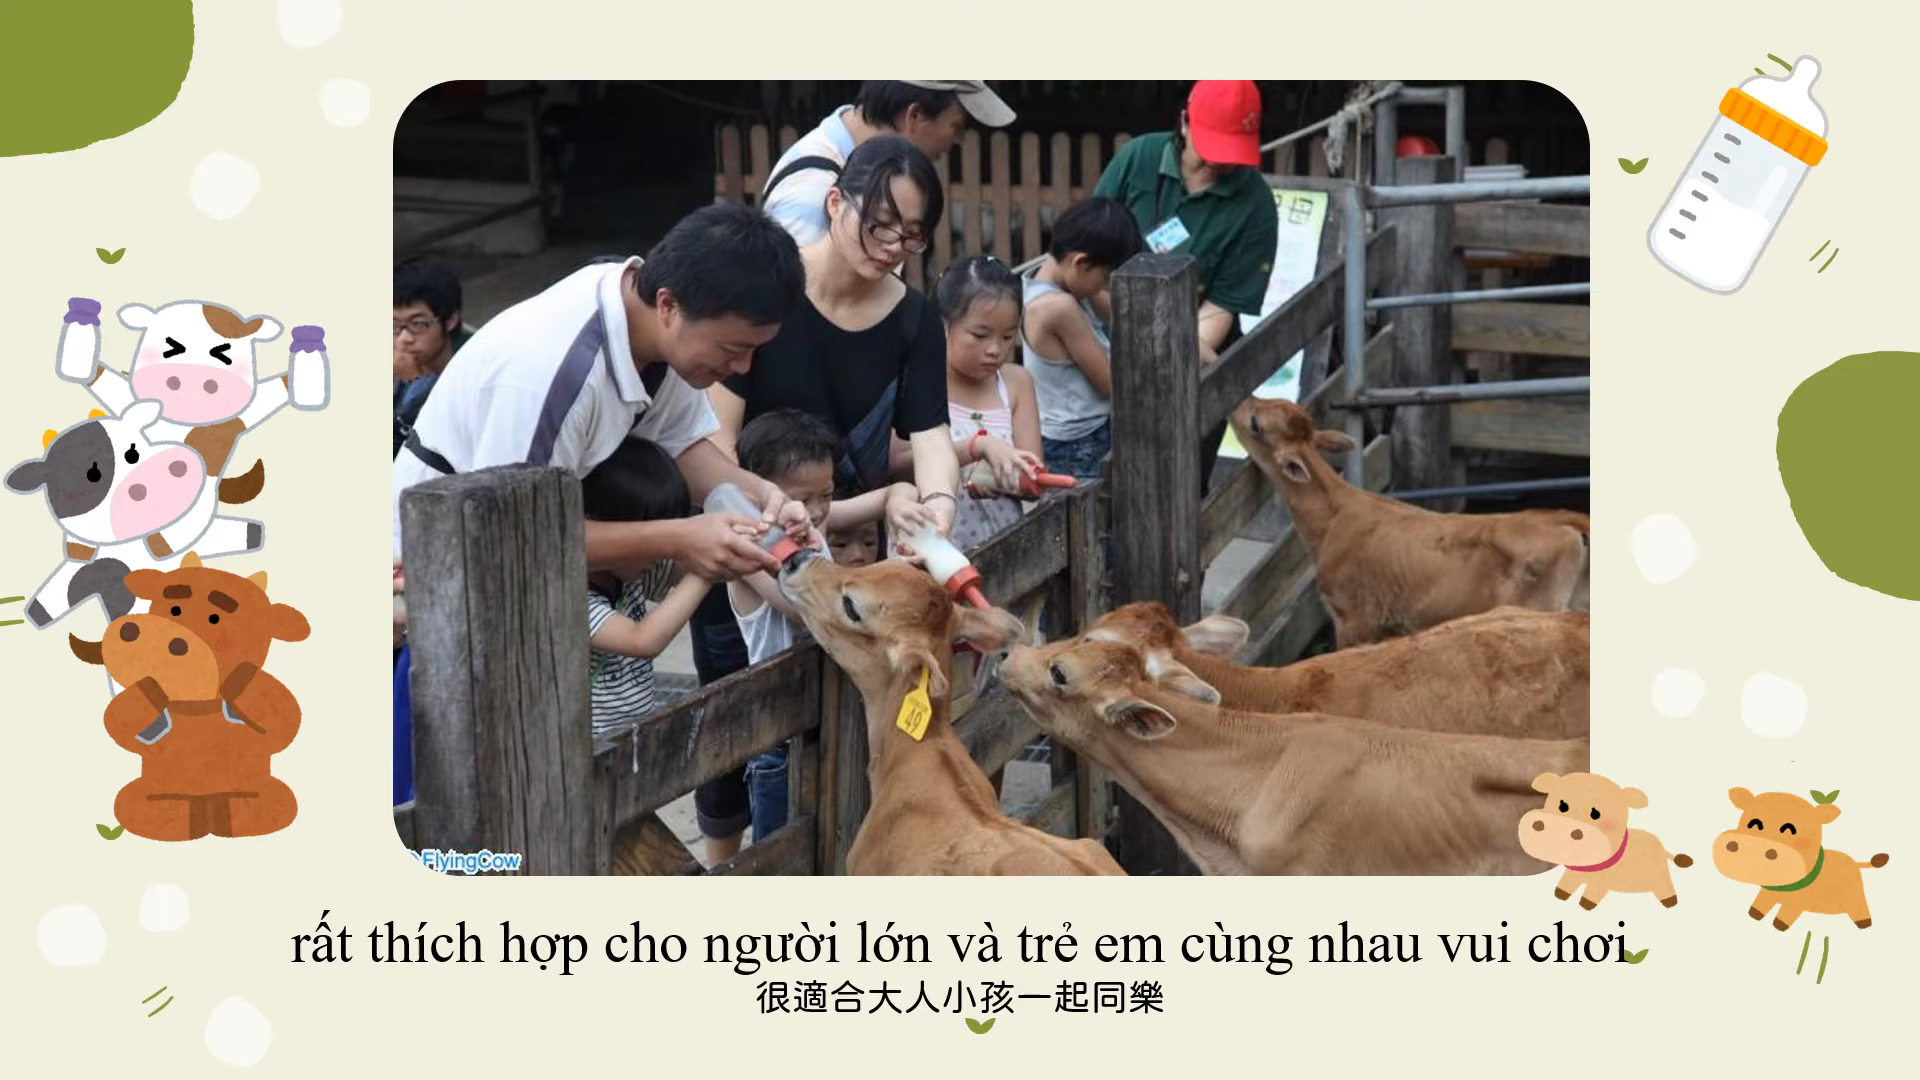 49
FlyingCow
rất thích hợp cho người lớn và trẻ em cùng nhau vui chơi
很適合大人小孩一起同樂